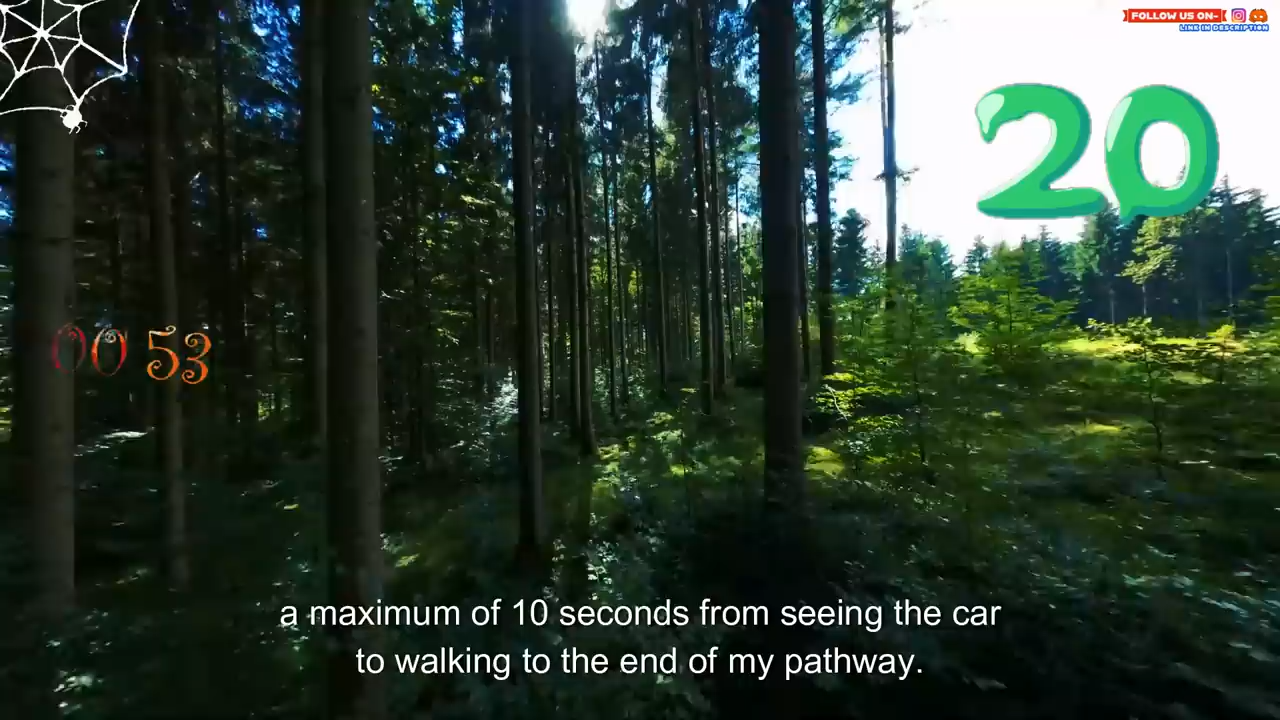 FOLLOW US ON-
LINK IN DESCRIPTION
20
00 53
a maximum of 10 seconds from seeing the car
to walking to the end of my pathway.